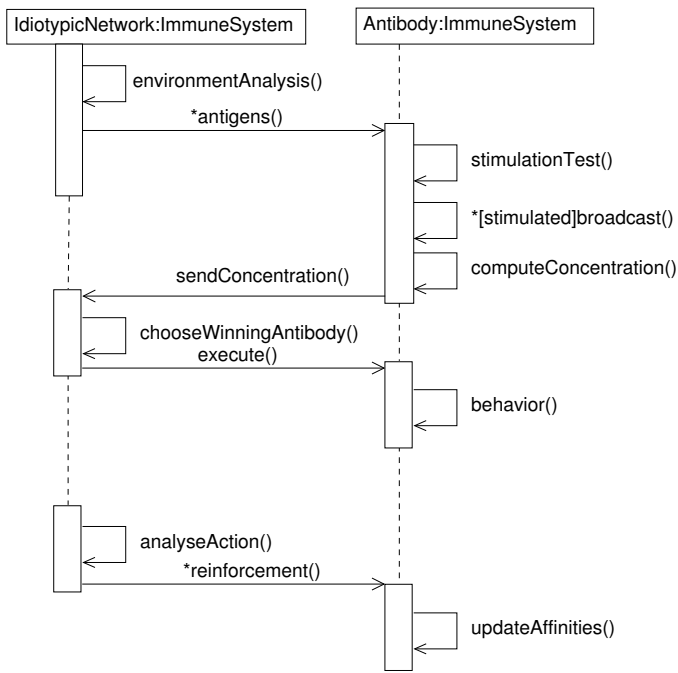 IdiotypicNetwork:ImmuneSystem
Antibody:ImmuneSystem
environmentAnalysis()
*antigens()
stimulationTest()
*[stimulated]broadcast()
computeConcentration()
sendConcentration()
chooseWinningAntibody()
execute()
behavior()
analyseAction()
*reinforcement()
updateAffinities()